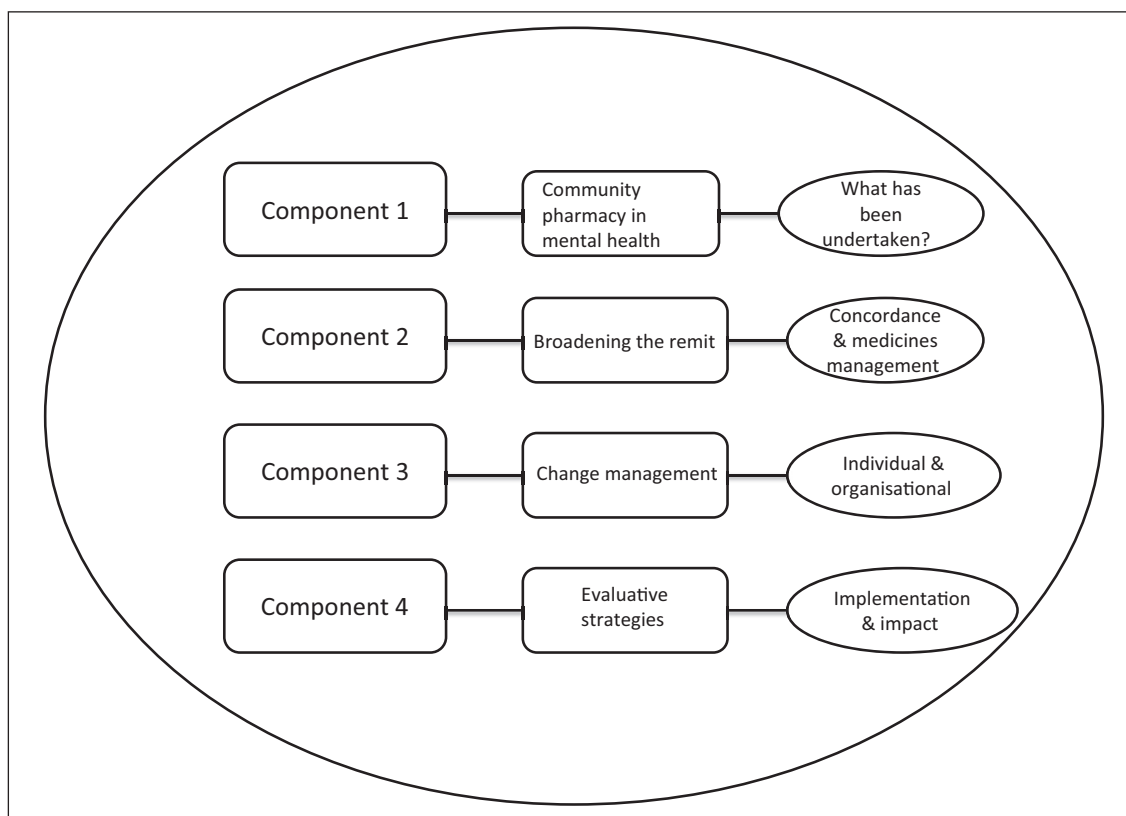 Component 1
Community
pharmacy in
mental health
What has
been
undertaken?
Component 2
Broadening the remit
Concordance
& medicines
management
Component 3
Change management
Individual &
organisational
Component 4
Evaluative
strategies
Implementation
& impact